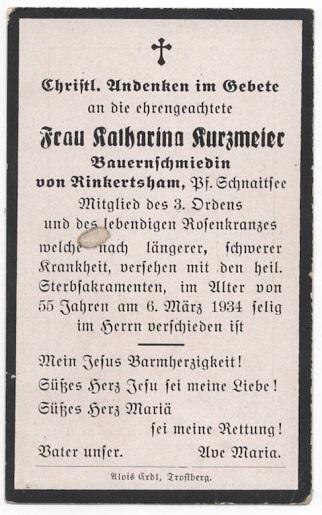 Christl. Andenken im Gebete
an die ehrengeachtete
Frau Katharina Kurzmeier
Bauernschmiedin
von Rinkertsham, Pf. Schnaitsee
Mitglied des 3. Ordens
und des lebendigen Rosenkranzes
welche nach längerer, schwerer
Krankheit, versehen mit den heil.
Sterbsakramenten, im Alter von
55 Jahren am 6. März 1934 selig
im Herrn verschieden ist
Mein Jesus Barmherzigkeit!
Süßes Herz Jesu sei meine Liebe!
Süßes Herz Mariä
sei meine Rettung!
Vater unser. Ave Maria.
Alois Erdl, Trostberg.